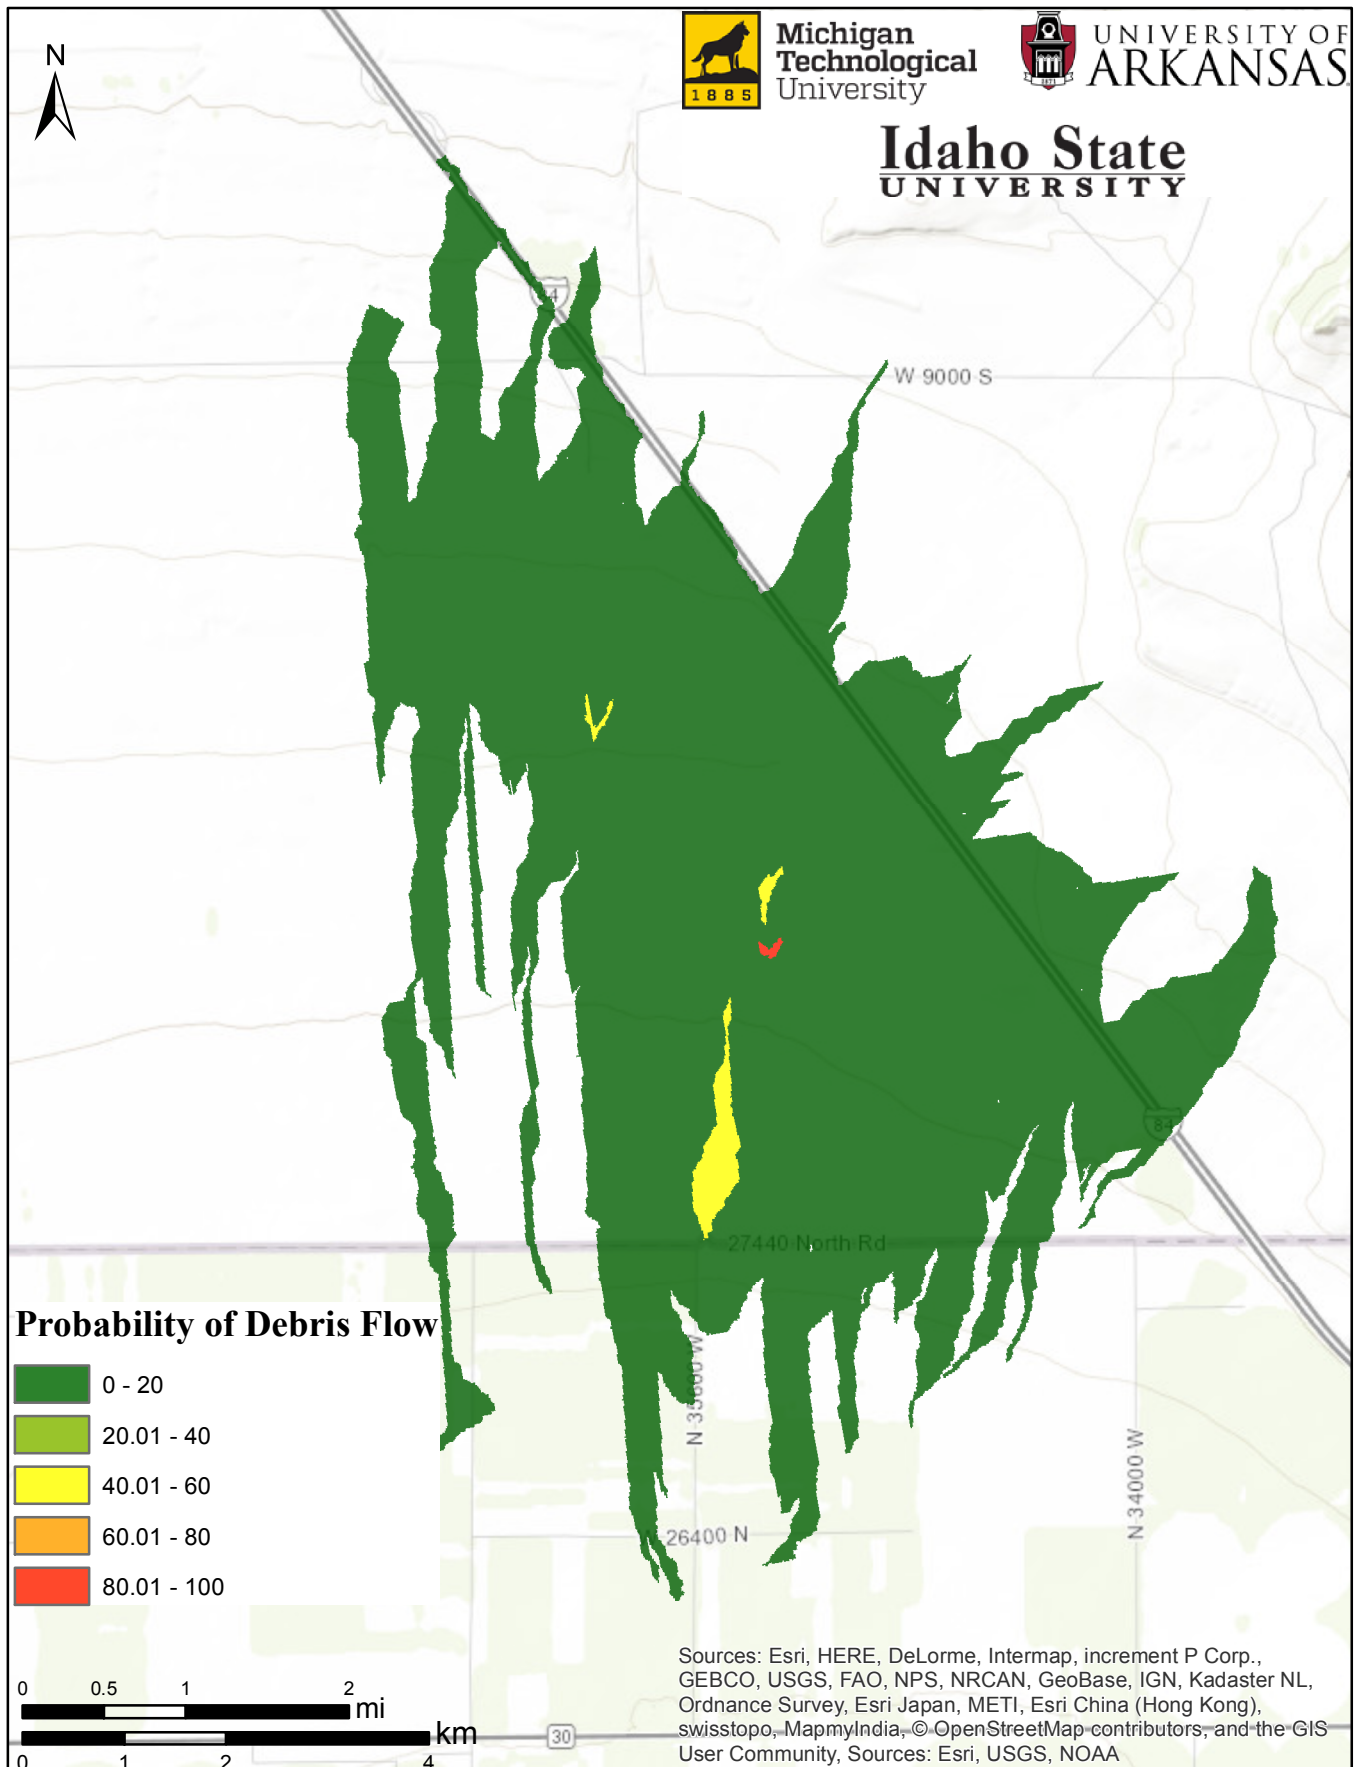 N
Michigan
Technological
University
1885
UNIVERSITY OF
ARKANSAS
1871
Idaho State
UNIVERSITY
W 9000 S
84
27440 North Rd
N 35600 W
N 34000 W
26400 N
30
Probability of Debris Flow
0 - 20
20.01 - 40
40.01 - 60
60.01 - 80
80.01 - 100
0 0.5 1 2
mi
km
0 1 2 4
Sources: Esri, HERE, DeLorme, Intermap, increment P Corp.,
GEBCO, USGS, FAO, NPS, NRCAN, GeoBase, IGN, Kadaster NL,
Ordnance Survey, Esri Japan, METI, Esri China (Hong Kong),
swisstopo, MapmyIndia, © OpenStreetMap contributors, and the GIS
User Community, Sources: Esri, USGS, NOAA